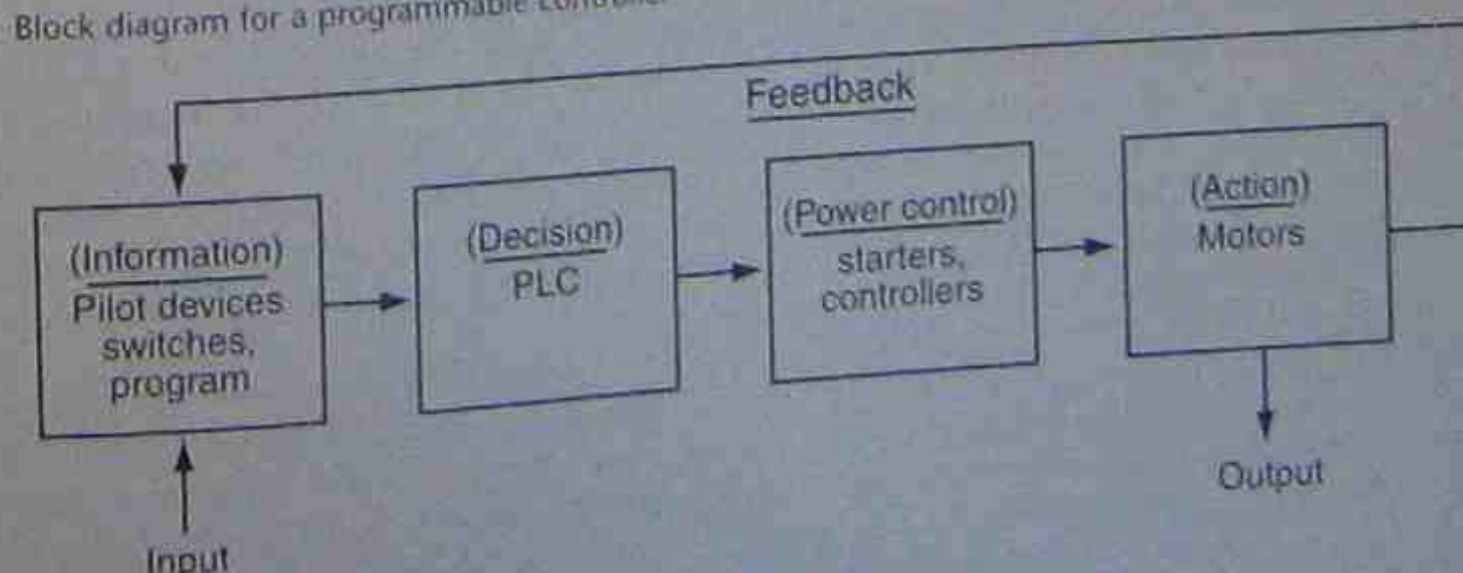 Block diagram for a programmable controller
Feedback
(Information)
Pilot devices
switches,
program
(Decision)
PLC
(Power control)
starters,
controllers
(Action)
Motors
Output
Input